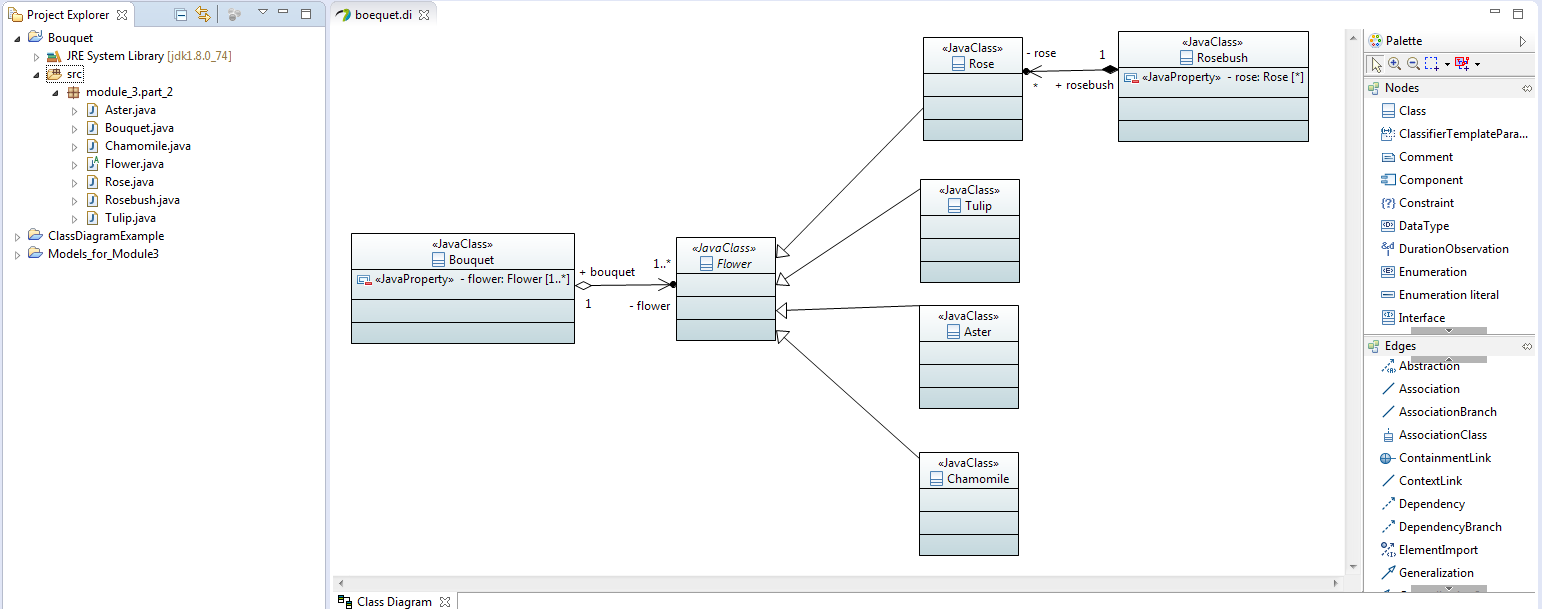 Project Explorer
Bouquet
JRE System Library [jdk1.8.0_74]
src
module_3.part_2
Aster.java
Bouquet.java
Chamomile.java
Flower.java
Rose.java
Rosebush.java
Tulip.java
ClassDiagramExample
Models_for_Module3
boequet.di
«JavaClass»
Rose
- rose
1
*
+ rosebush
«JavaClass»
Rosebush
«JavaProperty» - rose: Rose [*]
«JavaClass»
Tulip
«JavaClass»
Bouquet
«JavaProperty» - flower: Flower [1..*]
+ bouquet
1..*
1
- flower
«JavaClass»
Flower
«JavaClass»
Aster
«JavaClass»
Chamomile
Class Diagram
Palette
Nodes
Class
ClassifierTemplatePara...
Comment
Component
Constraint
DataType
DurationObservation
Enumeration
Enumeration literal
Interface
Edges
Abstraction
Association
AssociationBranch
AssociationClass
ContainmentLink
ContextLink
Dependency
DependencyBranch
ElementImport
Generalization